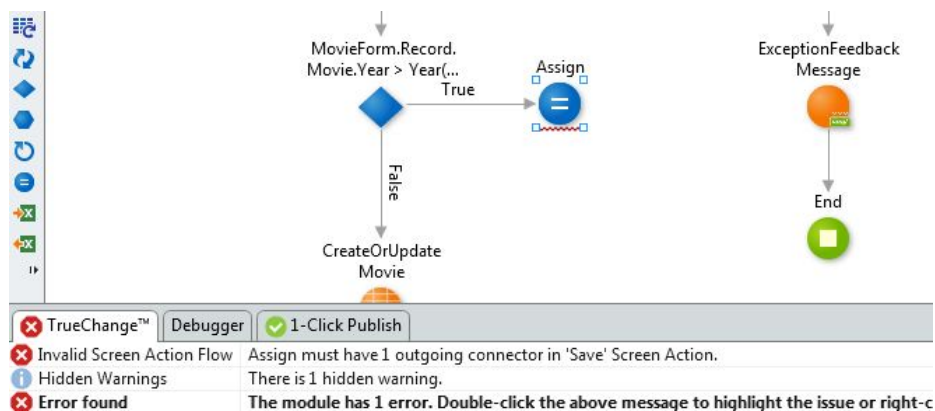 MovieForm.Record.
Movie.Year > Year(...
Assign
True
False
CreateOrUpdate
Movie
ExceptionFeedback
Message
End
TrueChange™
Debugger
1-Click Publish
Invalid Screen Action Flow
Assign must have 1 outgoing connector in 'Save' Screen Action.
Hidden Warnings
There is 1 hidden warning.
Error found
The module has 1 error. Double-click the above message to highlight the issue or right-c